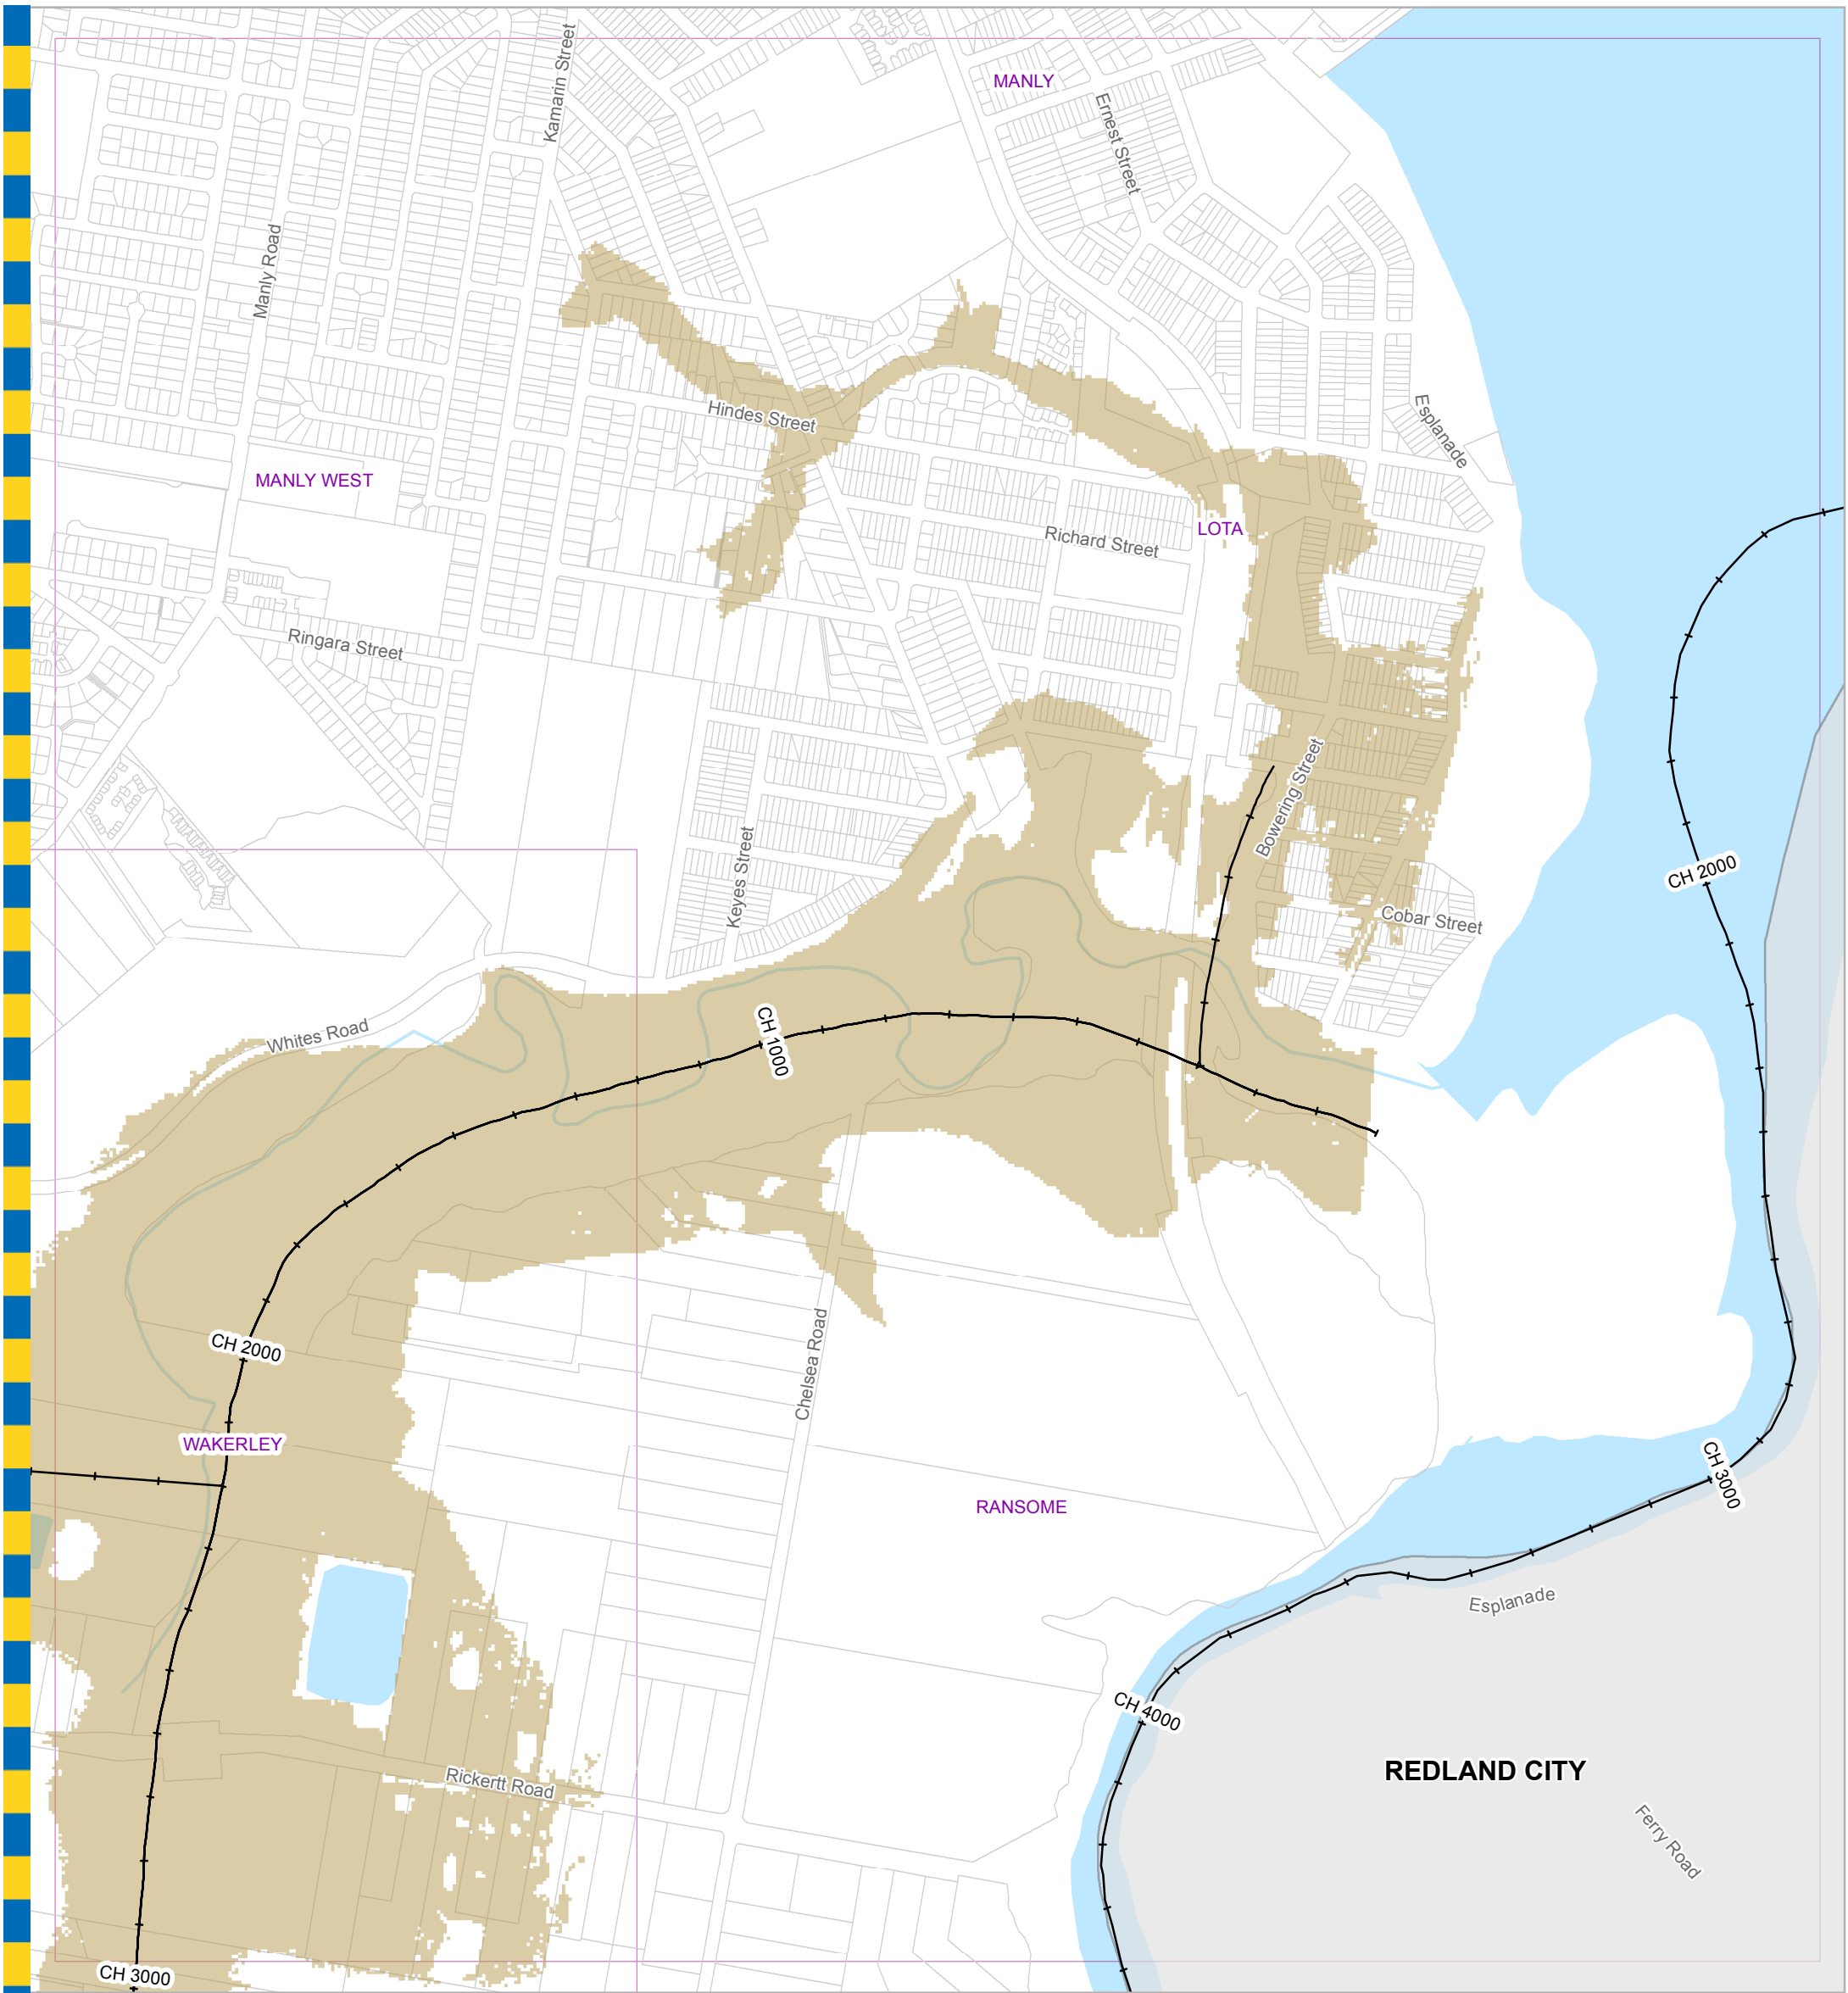 Kamarin Street
MANLY
Ernest Street
Manly Road
Hindes Street
Esplanade
MANLY WEST
LOTA
Richard Street
Ringara Street
Bowering Street
CH 2000
Keyes Street
Cobar Street
Whites Road
CH 1000
CH 2000
Chelsea Road
WAKERLEY
CH 3000
RANSOME
Esplanade
CH 4000
REDLAND CITY
Rickertt Road
Ferry Road
CH 3000